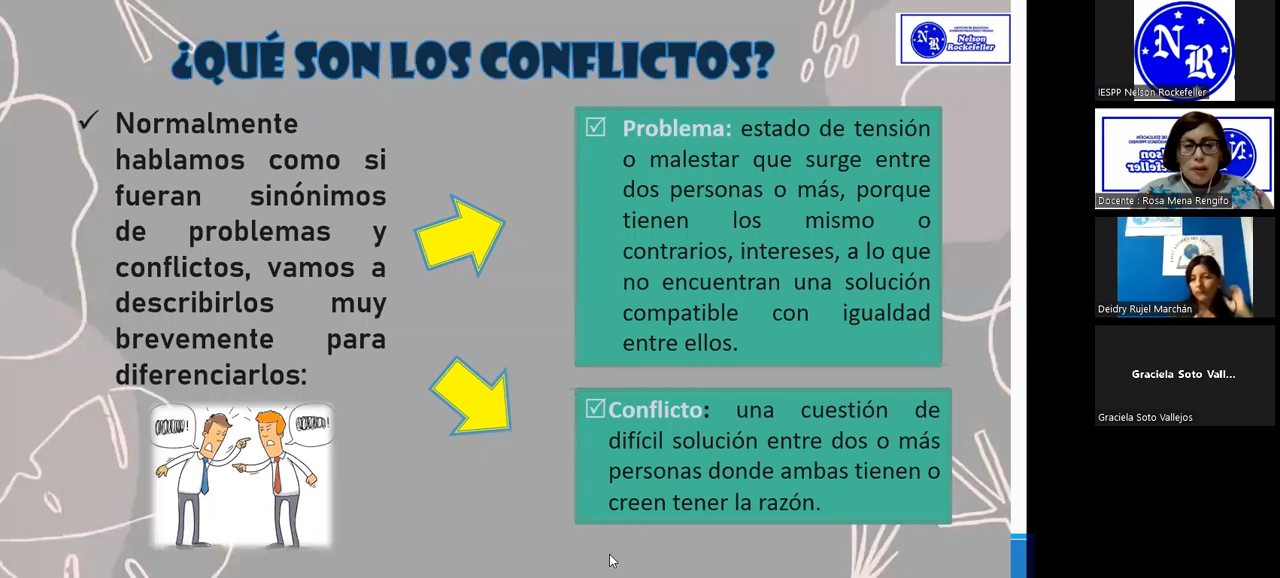 ¿QUÉ SON LOS CONFLICTOS?
Nelson
Rockefeller
✓ Normalmente
hablamos como si
fueran sinónimos
de problemas y
conflictos, vamos a
describirlos muy
brevemente para
diferenciarlos:
☑ Problema: estado de tensión
o malestar que surge entre
dos personas o más, porque
tienen los mismo o
contrarios, intereses, a lo que
no encuentran una solución
compatible con igualdad
entre ellos.
☑Conflicto: una cuestión de
difícil solución entre dos o más
personas donde ambas tienen o
creen tener la razón.
NR
IESPP Nelson Rockefeller
Docente : Rosa Mena Rengifo
Deidry Rujel Marchán
Graciela Soto Vall...
Graciela Soto Vallejos